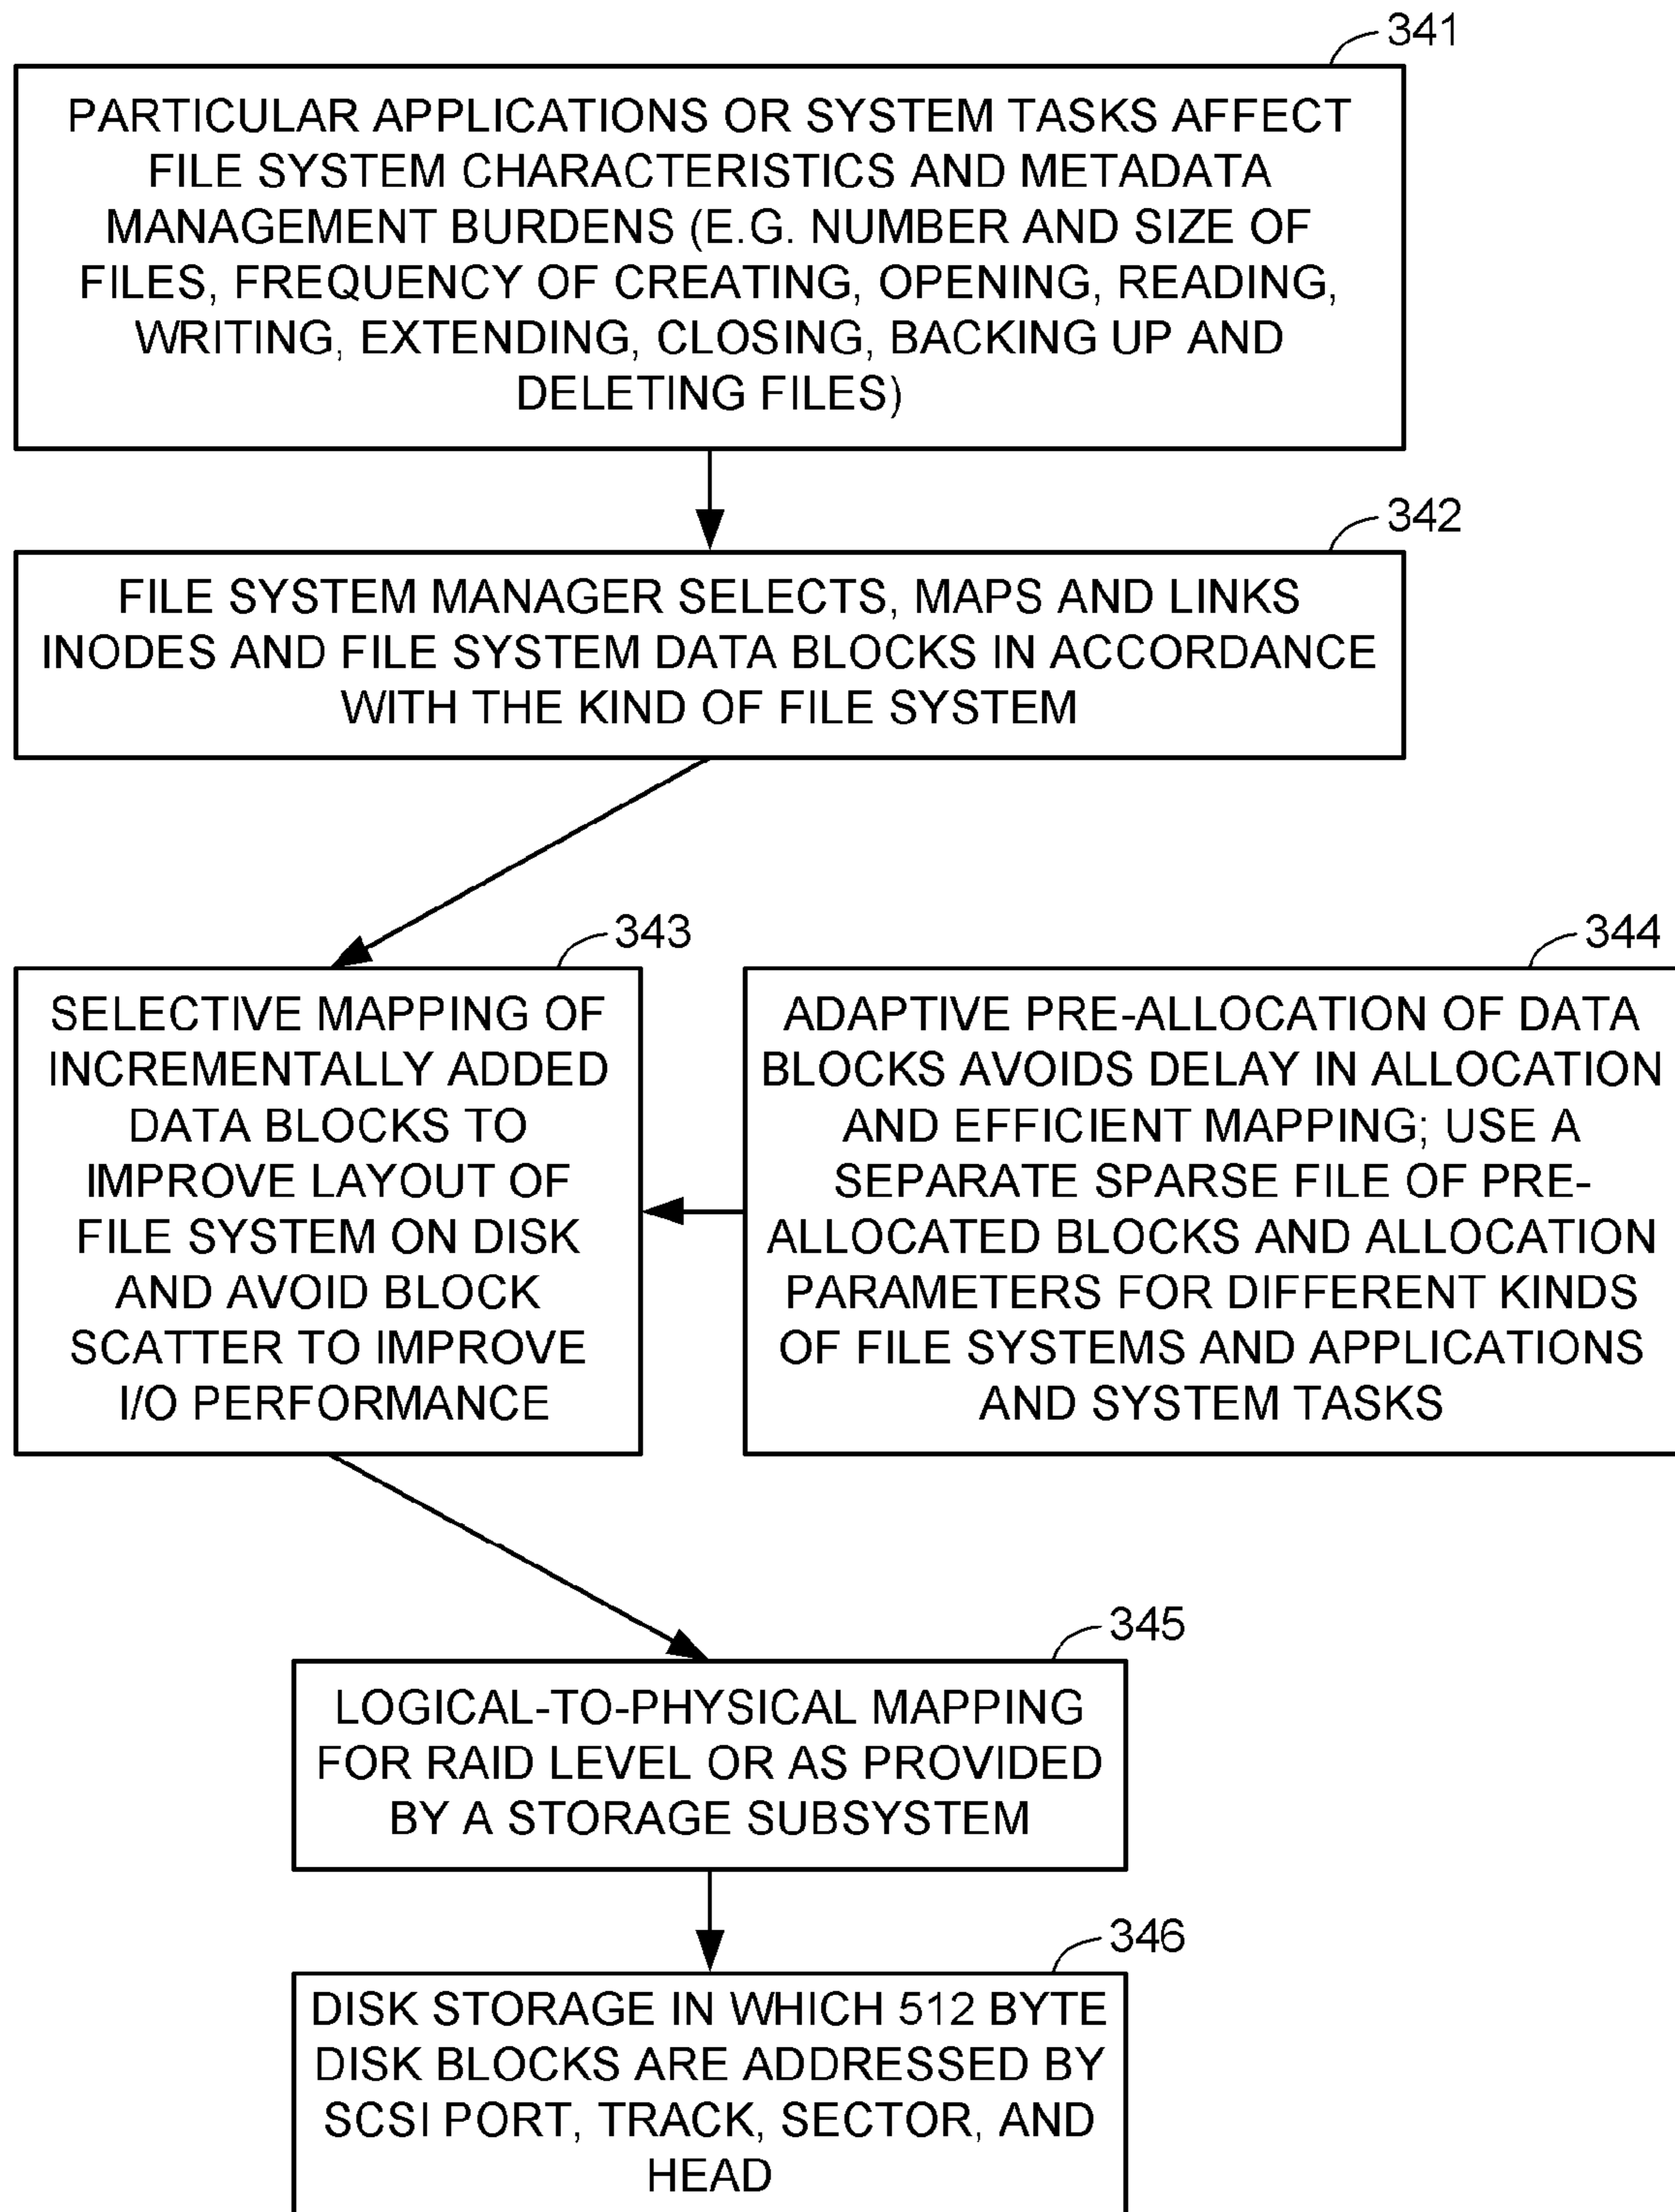 341
PARTICULAR APPLICATIONS OR SYSTEM TASKS AFFECT
FILE SYSTEM CHARACTERISTICS AND METADATA
MANAGEMENT BURDENS (E.G. NUMBER AND SIZE OF
FILES, FREQUENCY OF CREATING, OPENING, READING,
WRITING, EXTENDING, CLOSING, BACKING UP AND
DELETING FILES)
342
FILE SYSTEM MANAGER SELECTS, MAPS AND LINKS
INODES AND FILE SYSTEM DATA BLOCKS IN ACCORDANCE
WITH THE KIND OF FILE SYSTEM
343
SELECTIVE MAPPING OF
INCREMENTALLY ADDED
DATA BLOCKS TO
IMPROVE LAYOUT OF
FILE SYSTEM ON DISK
AND AVOID BLOCK
SCATTER TO IMPROVE
I/O PERFORMANCE
344
ADAPTIVE PRE-ALLOCATION OF DATA
BLOCKS AVOIDS DELAY IN ALLOCATION
AND EFFICIENT MAPPING; USE A
SEPARATE SPARSE FILE OF PRE-
ALLOCATED BLOCKS AND ALLOCATION
PARAMETERS FOR DIFFERENT KINDS
OF FILE SYSTEMS AND APPLICATIONS
AND SYSTEM TASKS
345
LOGICAL-TO-PHYSICAL MAPPING
FOR RAID LEVEL OR AS PROVIDED
BY A STORAGE SUBSYSTEM
346
DISK STORAGE IN WHICH 512 BYTE
DISK BLOCKS ARE ADDRESSED BY
SCSI PORT, TRACK, SECTOR, AND
HEAD